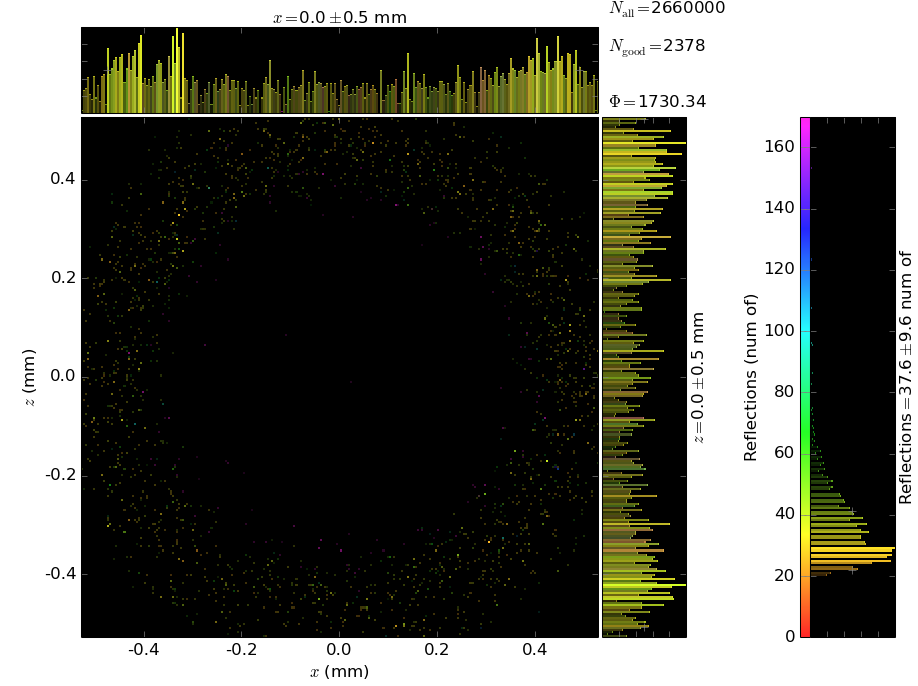 x = 0.0 ± 0.5 mm
N_all = 2660000
N_good = 2378
Φ = 1730.34
0.4
0.2
0.0
-0.2
-0.4
z (mm)
-0.4
-0.2
0.0
0.2
0.4
x (mm)
z = 0.0 ± 0.5 mm
Reflections (num of)
160
140
120
100
80
60
40
20
0
Reflections = 37.6 ± 9.6 num of